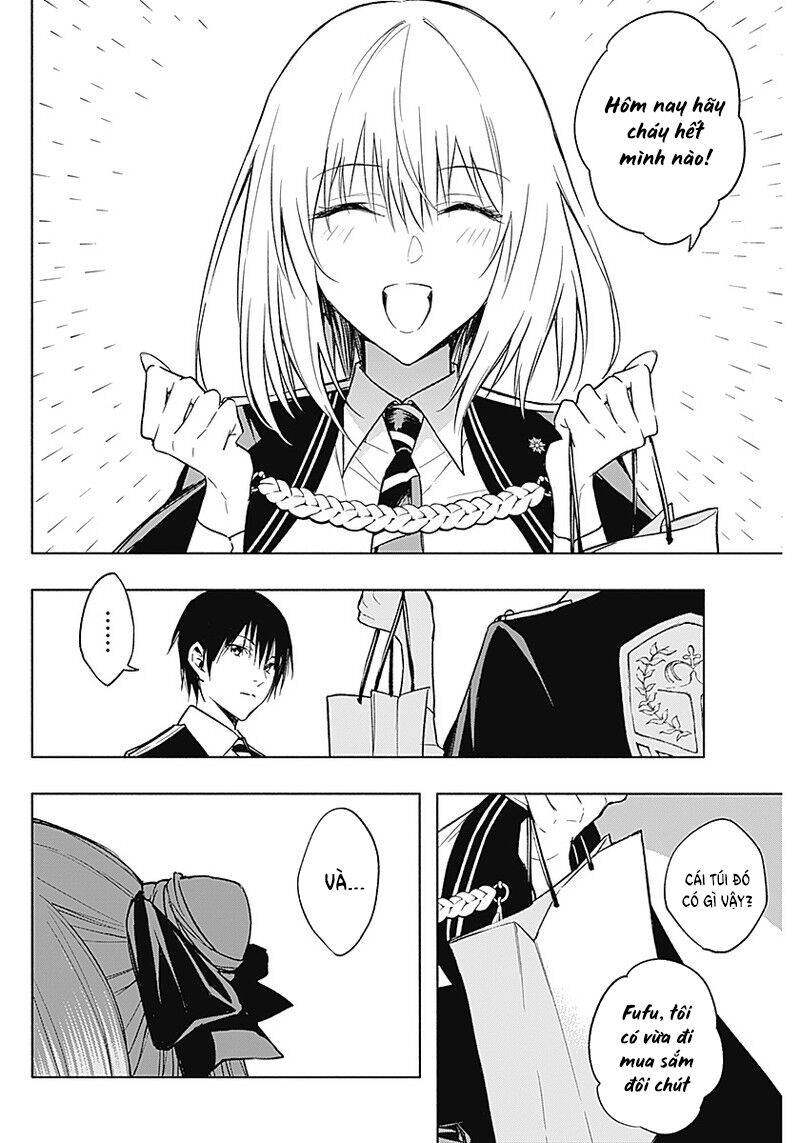 Hôm nay hãy
cháy hết
mình nào!
......
CÁI TÚI ĐÓ
CÓ GÌ VẬY?
Fufu, tôi
có vừa đi
mua sắm
đôi chút
VÀ...